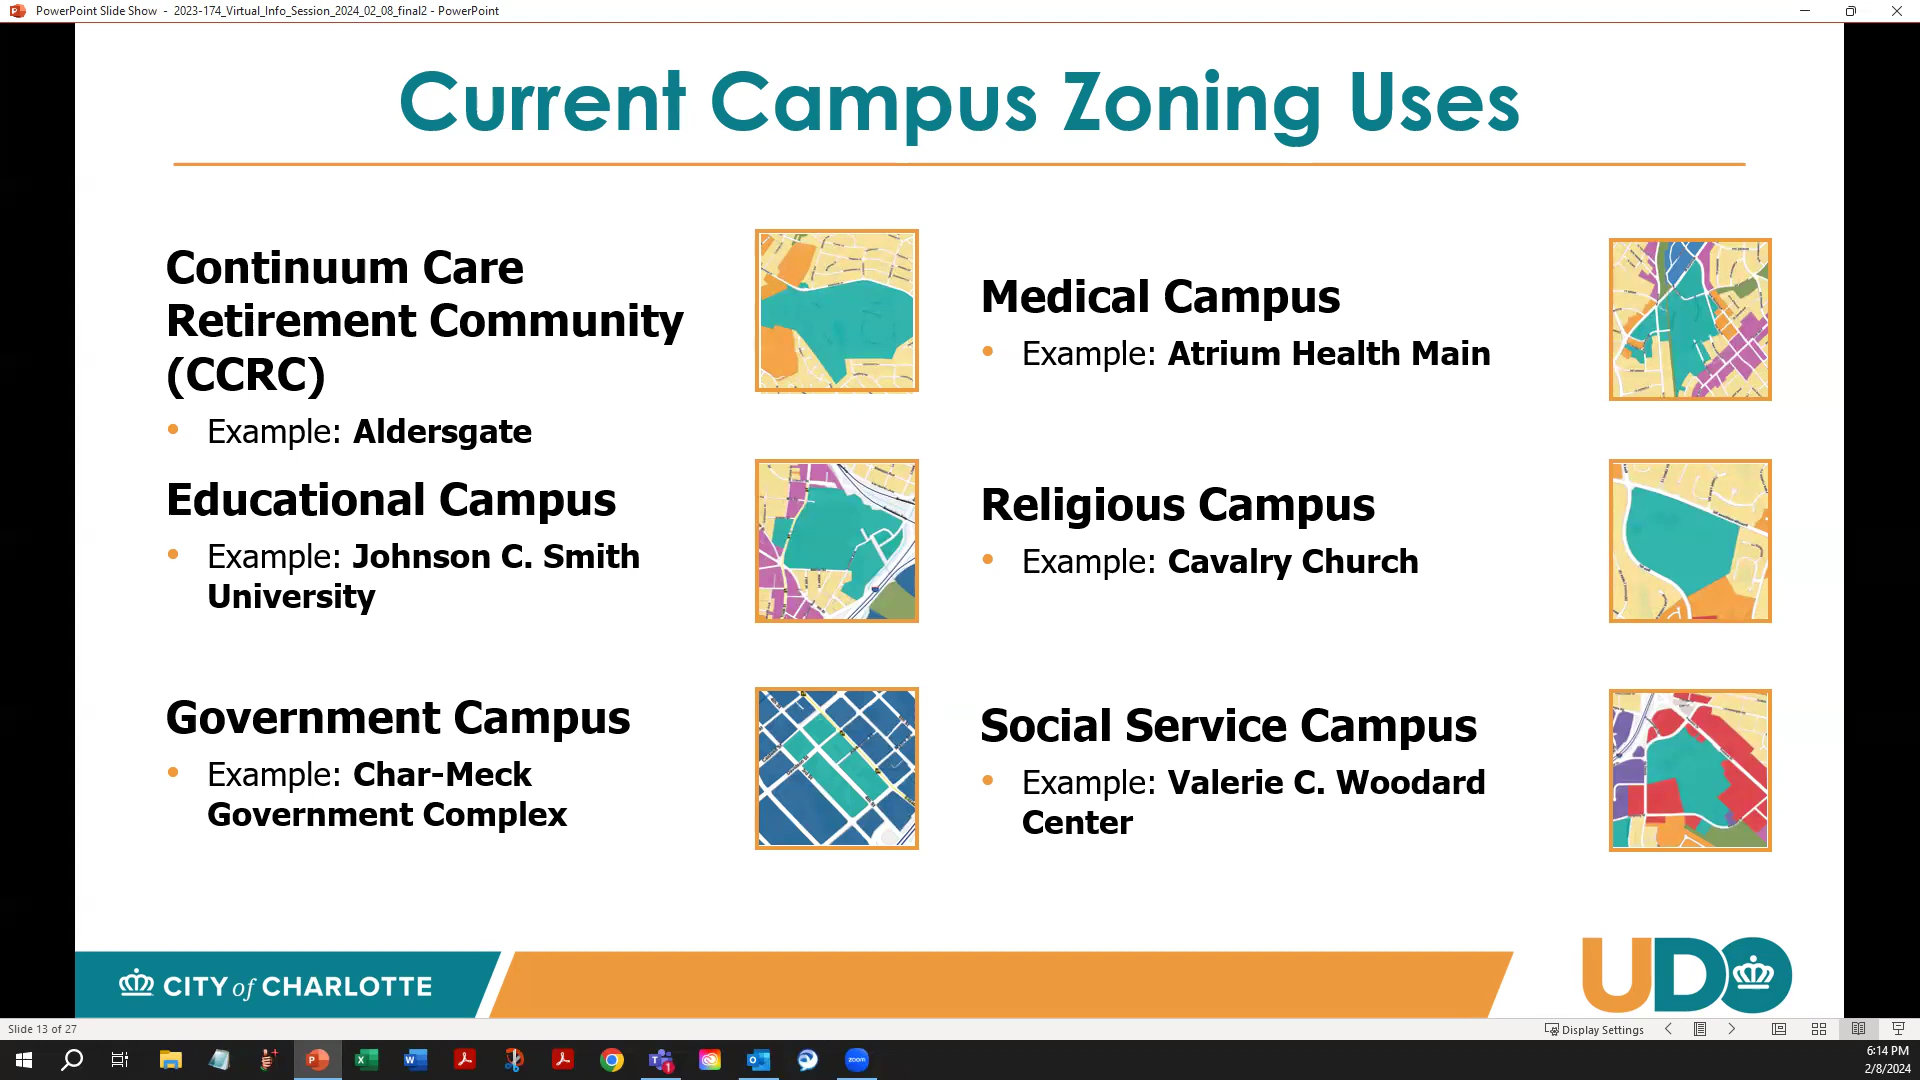 PowerPoint Slide Show - 2023-174_Virtual_Info_Session_2024_02_08_final2 - PowerPoint
Current Campus Zoning Uses
Continuum Care
Retirement Community
(CCRC)
• Example: Aldersgate
Educational Campus
• Example: Johnson C. Smith
University
Government Campus
• Example: Char-Meck
Government Complex
Medical Campus
• Example: Atrium Health Main
Religious Campus
• Example: Cavalry Church
Social Service Campus
• Example: Valerie C. Woodard
Center
CITY of CHARLOTTE
UDO
Slide 13 of 27
Display Settings
zoom
1
6:14 PM
2/8/2024